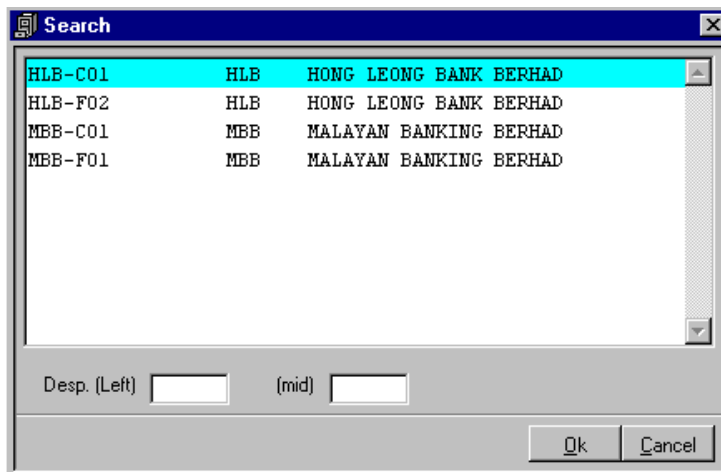 Search
HLB-C01 HLB HONG LEONG BANK BERHAD
HLB-F02 HLB HONG LEONG BANK BERHAD
MBB-C01 MBB MALAYAN BANKING BERHAD
MBB-F01 MBB MALAYAN BANKING BERHAD
Desp. (Left) (mid)
Ok Cancel